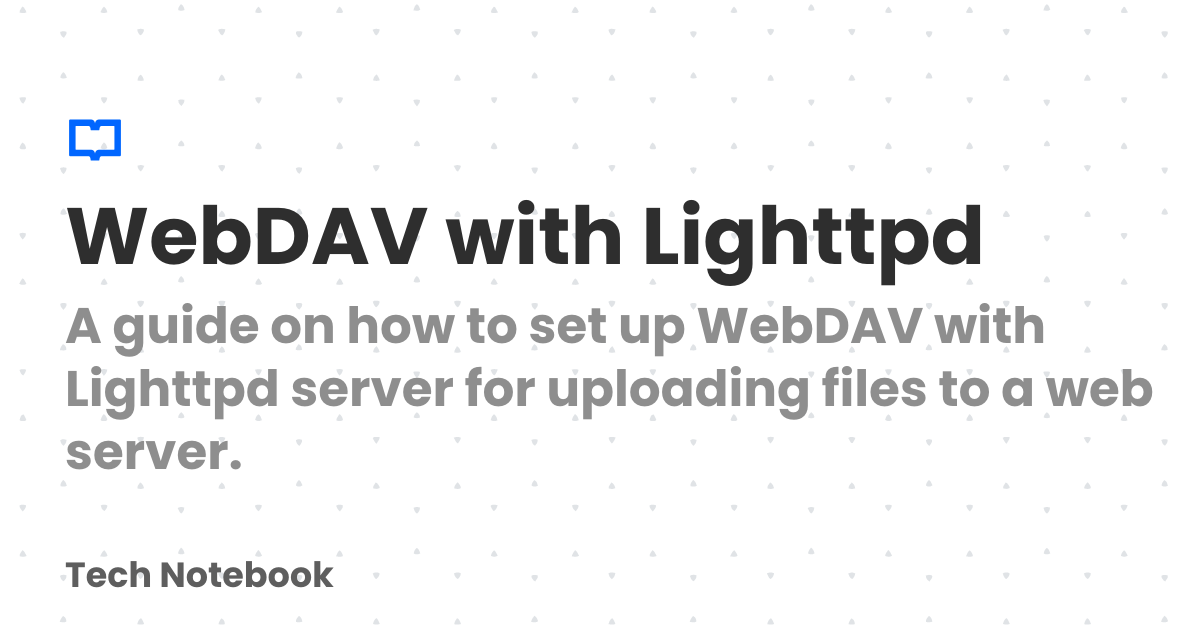 WebDAV with Lighttpd
A guide on how to set up WebDAV with
Lighttpd server for uploading files to a web
server.
Tech Notebook